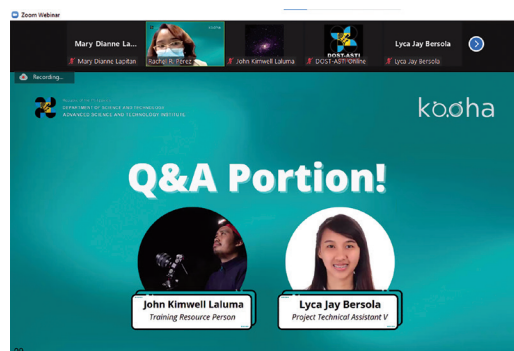 Zoom Webinar
Mary Dianne La...
Lyca Jay Bersola
DOST-ASTI
Mary Dianne Lapitan
Rachel R. Perez
John Kimwell Laluma
DOST-ASTI Online
Lyca Jay Bersola
Recording...
DEPARTMENT OF SCIENCE AND TECHNOLOGY
ADVANCED SCIENCE AND TECHNOLOGY INSTITUTE
kooha
Q&A Portion!
John Kimwell Laluma
Training Resource Person
Lyca Jay Bersola
Project Technical Assistant V